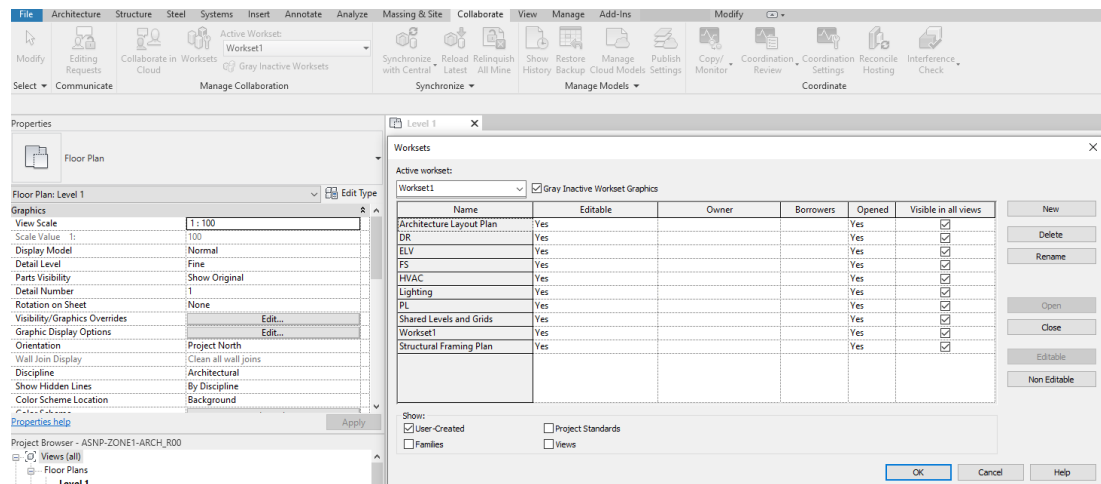 File Architecture Structure Steel Systems Insert Annotate Analyze Massing & Site Collaborate View Manage Add-Ins Modify
Active Workset:
Workset1
Gray Inactive Worksets
Modify
Editing Requests
Collaborate in Cloud
Worksets
Synchronize with Central
Reload Latest
Relinquish All Mine
Show History
Restore Backup
Manage Cloud Models
Publish Settings
Copy/ Monitor
Coordination Review
Coordination Settings
Reconcile Hosting
Interference Check
Select Communicate Manage Collaboration Synchronize Manage Models Coordinate
Properties
Floor Plan
Floor Plan: Level 1 Edit Type
Graphics
View Scale 1 : 100
Scale Value 1: 100
Display Model Normal
Detail Level Fine
Parts Visibility Show Original
Detail Number 1
Rotation on Sheet None
Visibility/Graphics Overrides Edit...
Graphic Display Options Edit...
Orientation Project North
Wall Join Display Clean all wall joins
Discipline Architectural
Show Hidden Lines By Discipline
Color Scheme Location Background
Properties help Apply
Project Browser - ASNP-ZONE1-ARCH_R00
Views (all)
Floor Plans
Level 1
Level 1 X
Worksets
Active workset:
Workset1 Gray Inactive Workset Graphics
Name Editable Owner Borrowers Opened Visible in all views
Architecture Layout Plan Yes Yes
DR Yes Yes
ELV Yes Yes
FS Yes Yes
HVAC Yes Yes
Lighting Yes Yes
PL Yes Yes
Shared Levels and Grids Yes Yes
Workset1 Yes Yes
Structural Framing Plan Yes Yes
New
Delete
Rename
Open
Close
Editable
Non Editable
Show:
User-Created Project Standards
Families Views
OK Cancel Help